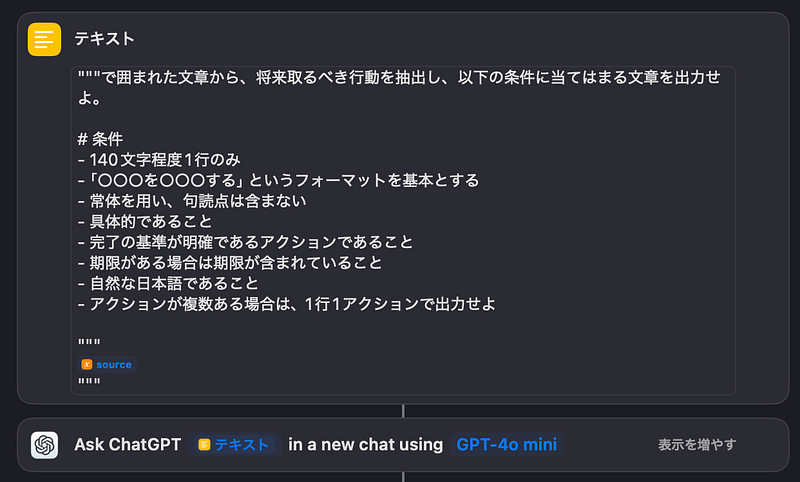 テキスト
"""で囲まれた文章から、将来取るべき行動を抽出し、以下の条件に当てはまる文章を出力せ
よ。
# 条件
- 140文字程度1行のみ
-「〇〇〇を〇〇〇する」というフォーマットを基本とする
- 常体を用い、句読点は含まない
- 具体的であること
- 完了の基準が明確であるアクションであること
- 期限がある場合は期限が含まれていること
- 自然な日本語であること
- アクションが複数ある場合は、1行1アクションで出力せよ
"""
x source
"""
Ask ChatGPT テキスト in a new chat using GPT-4o mini 表示を増やす